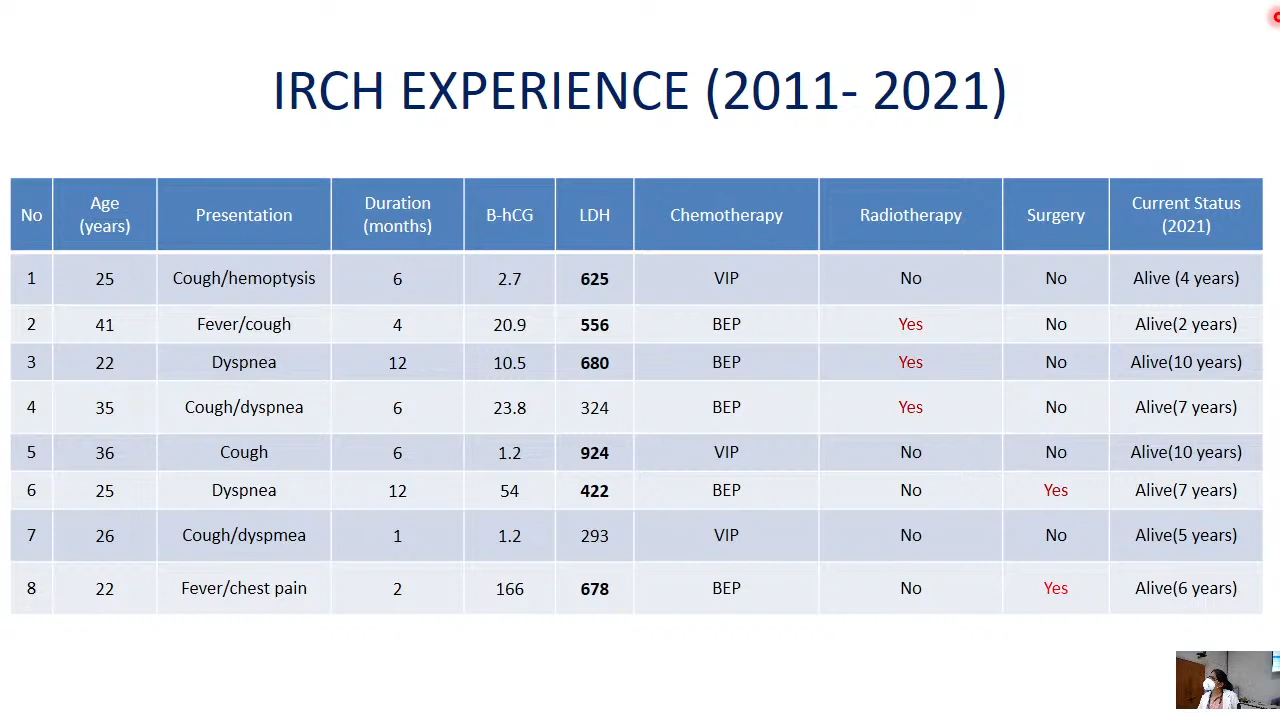 IRCH EXPERIENCE (2011- 2021)
No Age (years) Presentation Duration (months) B-hCG LDH Chemotherapy Radiotherapy Surgery Current Status (2021)
1 25 Cough/hemoptysis 6 2.7 625 VIP No No Alive (4 years)
2 41 Fever/cough 4 20.9 556 BEP Yes No Alive(2 years)
3 22 Dyspnea 12 10.5 680 BEP Yes No Alive(10 years)
4 35 Cough/dyspnea 6 23.8 324 BEP Yes No Alive(7 years)
5 36 Cough 6 1.2 924 VIP No No Alive(10 years)
6 25 Dyspnea 12 54 422 BEP No Yes Alive(7 years)
7 26 Cough/dyspmea 1 1.2 293 VIP No No Alive(5 years)
8 22 Fever/chest pain 2 166 678 BEP No Yes Alive(6 years)